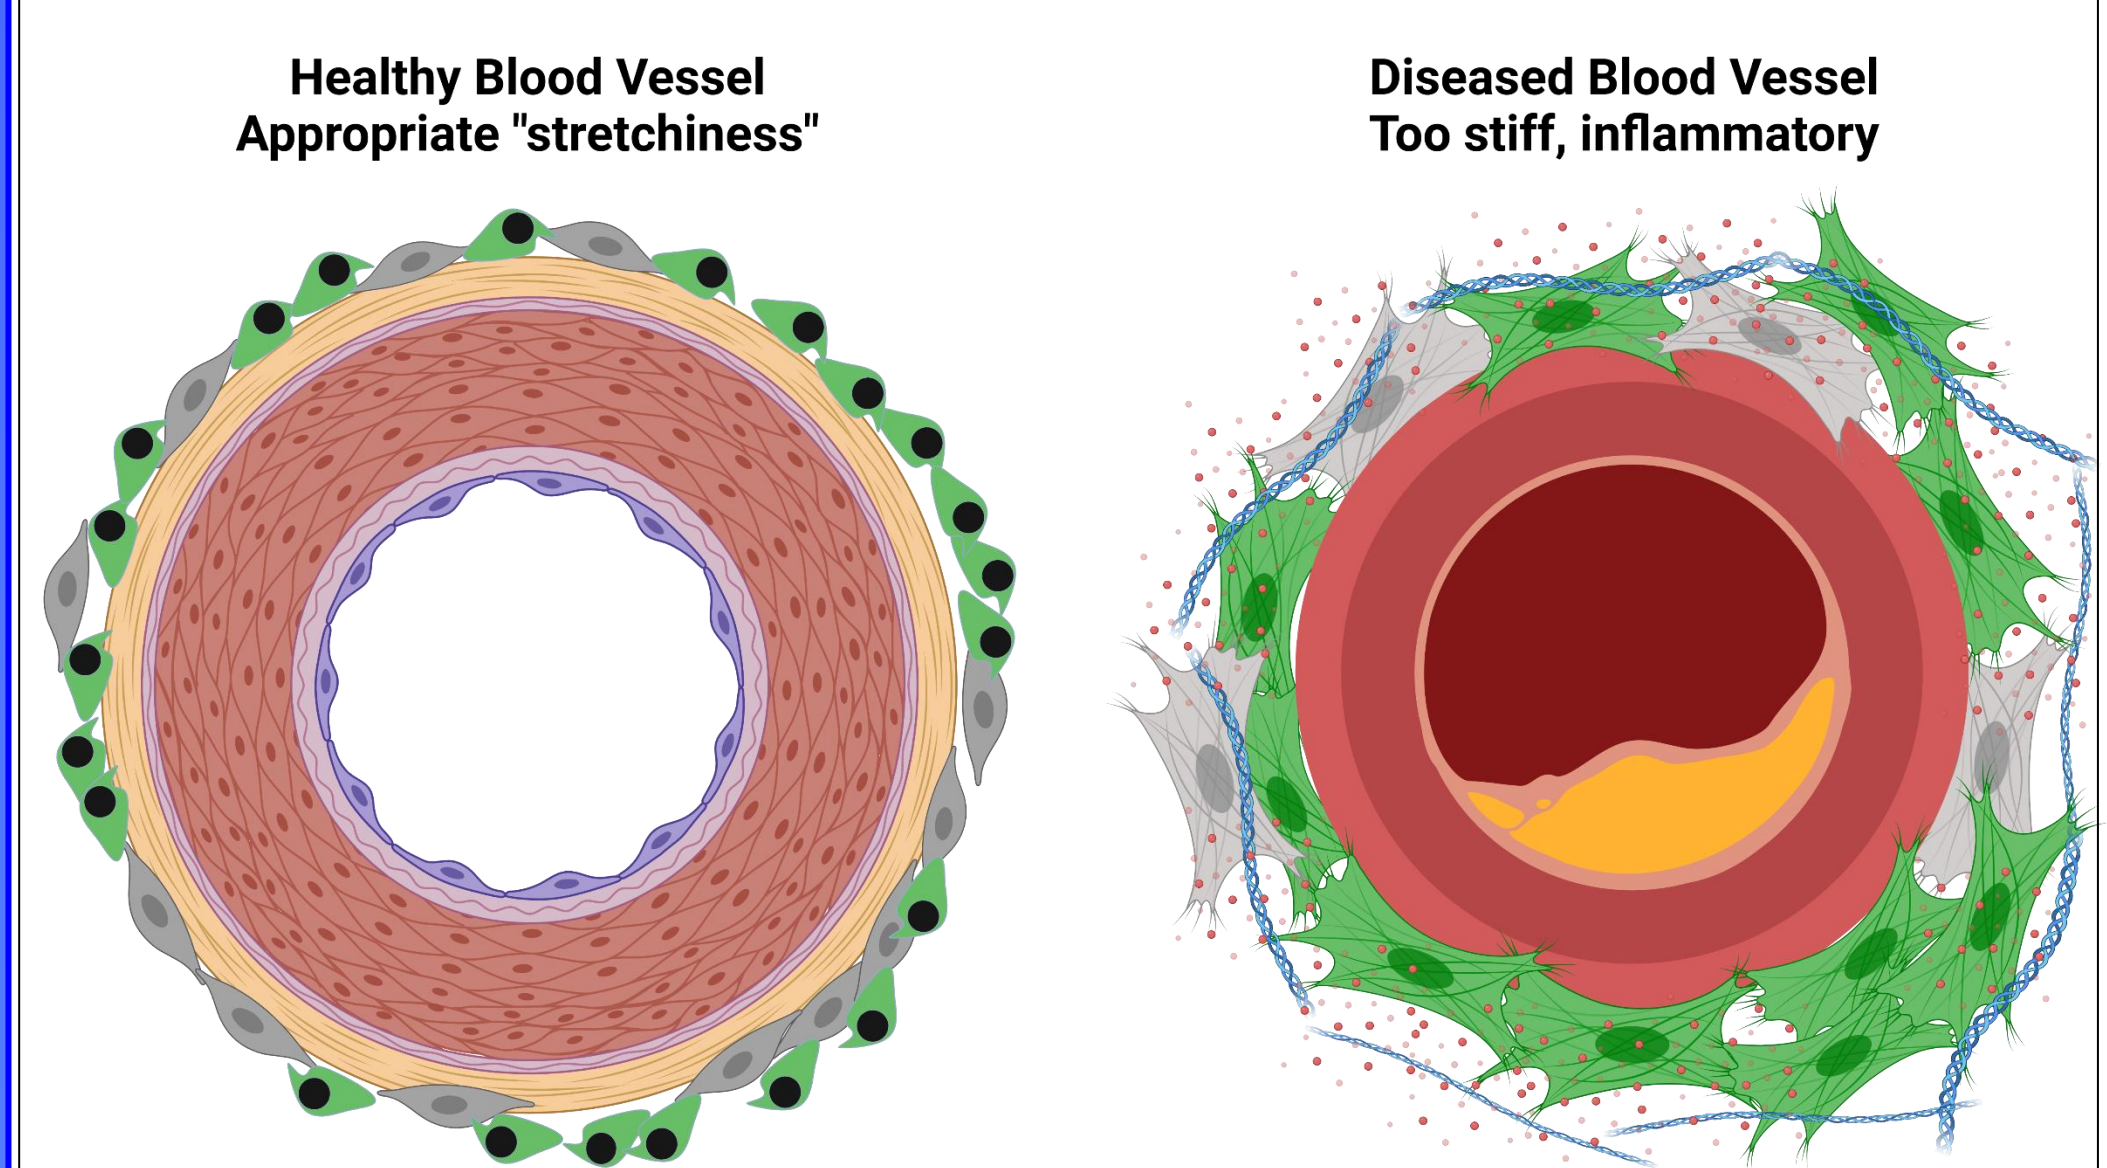 Healthy Blood Vessel
Appropriate "stretchiness"
Diseased Blood Vessel
Too stiff, inflammatory